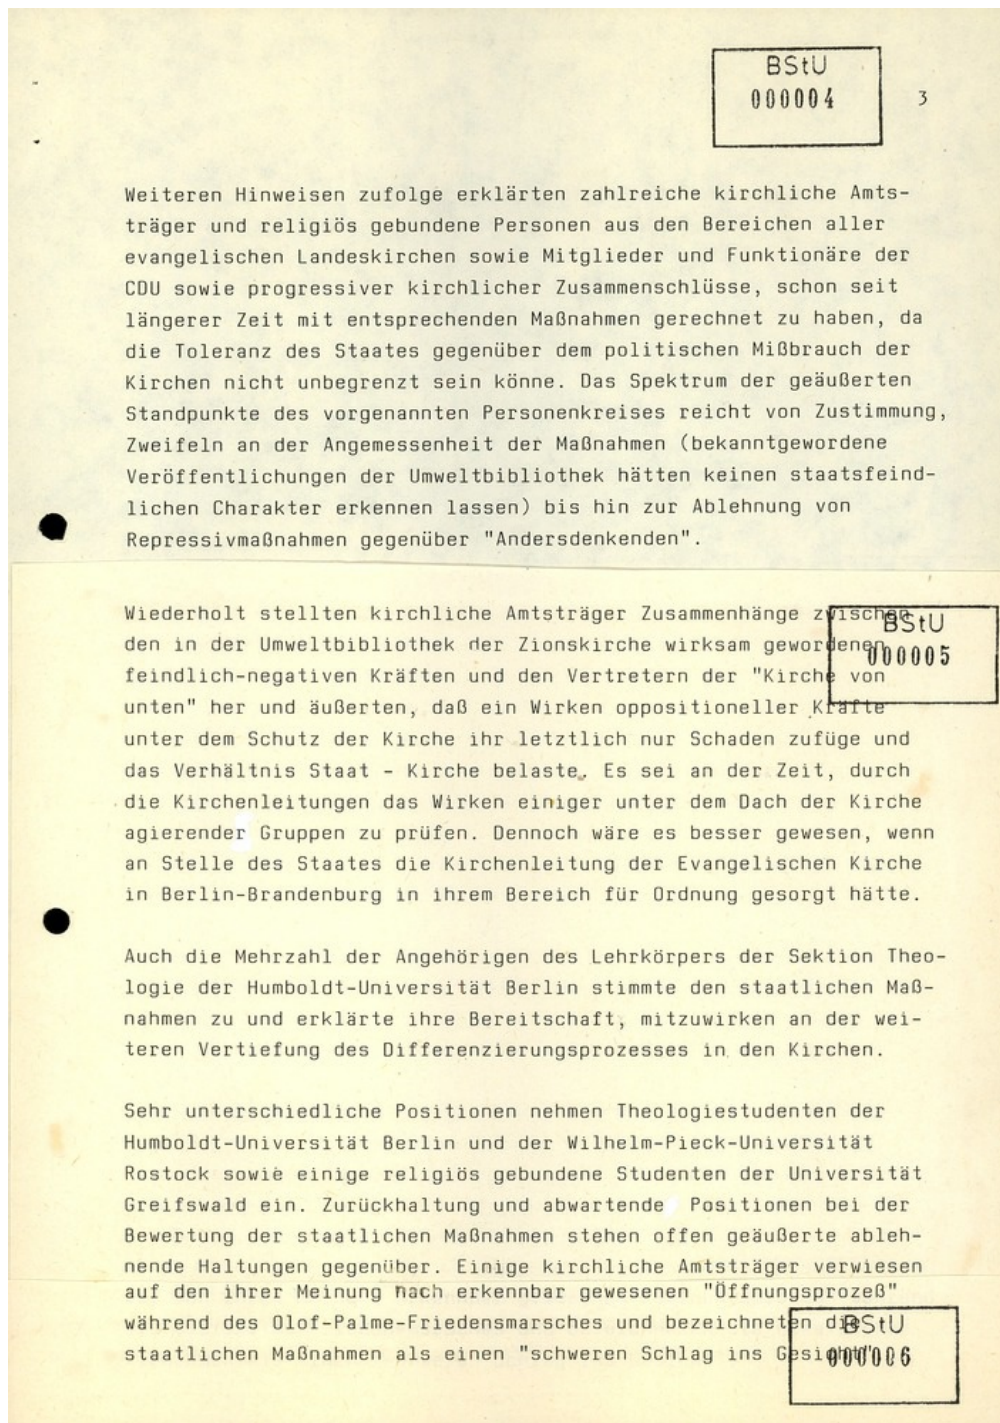 BStU
000004
3
Weiteren Hinweisen zufolge erklärten zahlreiche kirchliche Amts-
träger und religiös gebundene Personen aus den Bereichen aller
evangelischen Landeskirchen sowie Mitglieder und Funktionäre der
CDU sowie progressiver kirchlicher Zusammenschlüsse, schon seit
längerer Zeit mit entsprechenden Maßnahmen gerechnet zu haben, da
die Toleranz des Staates gegenüber dem politischen Mißbrauch der
Kirchen nicht unbegrenzt sein könne. Das Spektrum der geäußerten
Standpunkte des vorgenannten Personenkreises reicht von Zustimmung,
Zweifeln an der Angemessenheit der Maßnahmen (bekanntgewordene
Veröffentlichungen der Umweltbibliothek hätten keinen staatsfeind-
lichen Charakter erkennen lassen) bis hin zur Ablehnung von
Repressivmaßnahmen gegenüber "Andersdenkenden".
Wiederholt stellten kirchliche Amtsträger Zusammenhänge zwischen
BStU
den in der Umweltbibliothek der Zionskirche wirksam gewordenen
000005
feindlich-negativen Kräften und den Vertretern der "Kirche von
unten" her und äußerten, daß ein Wirken oppositioneller Kräfte
unter dem Schutz der Kirche ihr letztlich nur Schaden zufüge und
das Verhältnis Staat - Kirche belaste. Es sei an der Zeit, durch
die Kirchenleitungen das Wirken einiger unter dem Dach der Kirche
agierender Gruppen zu prüfen. Dennoch wäre es besser gewesen, wenn
an Stelle des Staates die Kirchenleitung der Evangelischen Kirche
in Berlin-Brandenburg in ihrem Bereich für Ordnung gesorgt hätte.
Auch die Mehrzahl der Angehörigen des Lehrkörpers der Sektion Theo-
logie der Humboldt-Universität Berlin stimmte den staatlichen Maß-
nahmen zu und erklärte ihre Bereitschaft, mitzuwirken an der wei-
teren Vertiefung des Differenzierungsprozesses in den Kirchen.
Sehr unterschiedliche Positionen nehmen Theologiestudenten der
Humboldt-Universität Berlin und der Wilhelm-Pieck-Universität
Rostock sowie einige religiös gebundene Studenten der Universität
Greifswald ein. Zurückhaltung und abwartende Positionen bei der
Bewertung der staatlichen Maßnahmen stehen offen geäußerte ableh-
nende Haltungen gegenüber. Einige kirchliche Amtsträger verwiesen
auf den ihrer Meinung nach erkennbar gewesenen "Öffnungsprozeß"
während des Olof-Palme-Friedensmarsches und bezeichneten die
BStU
staatlichen Maßnahmen als einen "schweren Schlag ins Gesicht".
000006